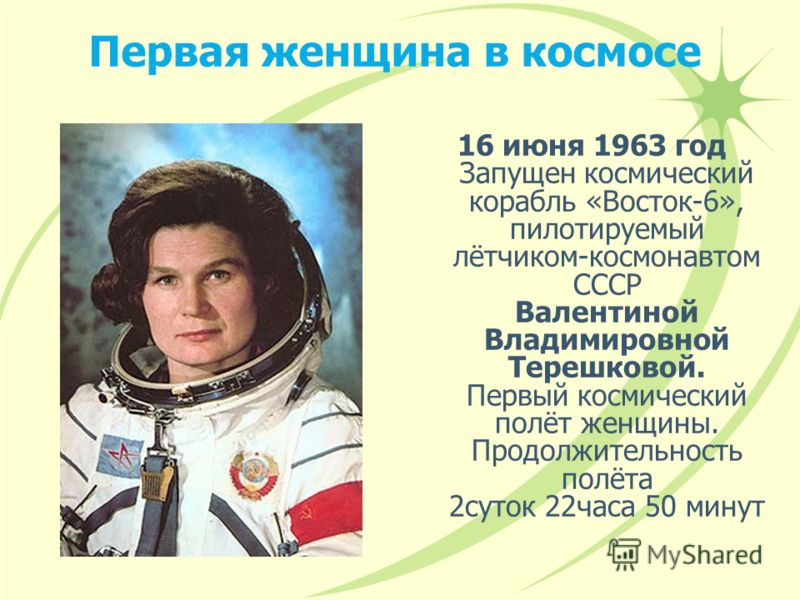 Первая женщина в космосе
16 июня 1963 год
Запущен космический
корабль «Восток-6»,
пилотируемый
лётчиком-космонавтом
СССР
Валентиной
Владимировной
Терешковой.
Первый космический
полёт женщины.
Продолжительность
полёта
2суток 22часа 50 минут
MyShared